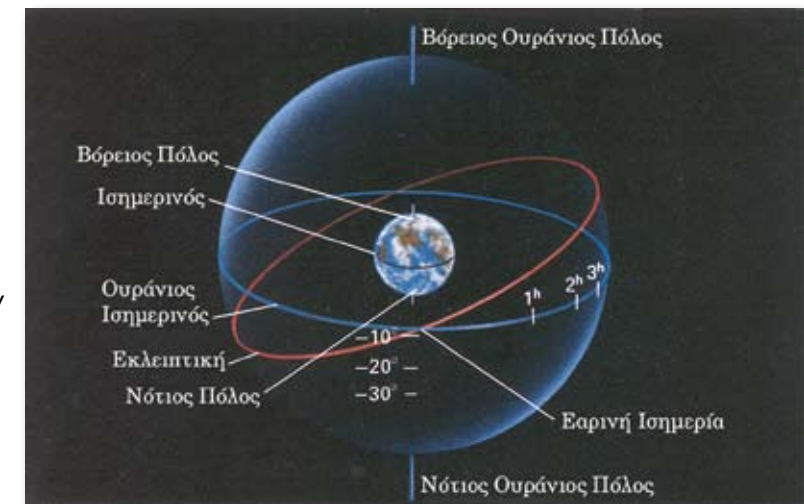 Βόρειος Ουράνιος Πόλος
Βόρειος Πόλος
Ισημερινός
1h 2h 3h
Ουράνιος
Ισημερινός
–10°
Εκλειπτική
–20°
Νότιος Πόλος
–30°
Εαρινή Ισημερία
Νότιος Ουράνιος Πόλος